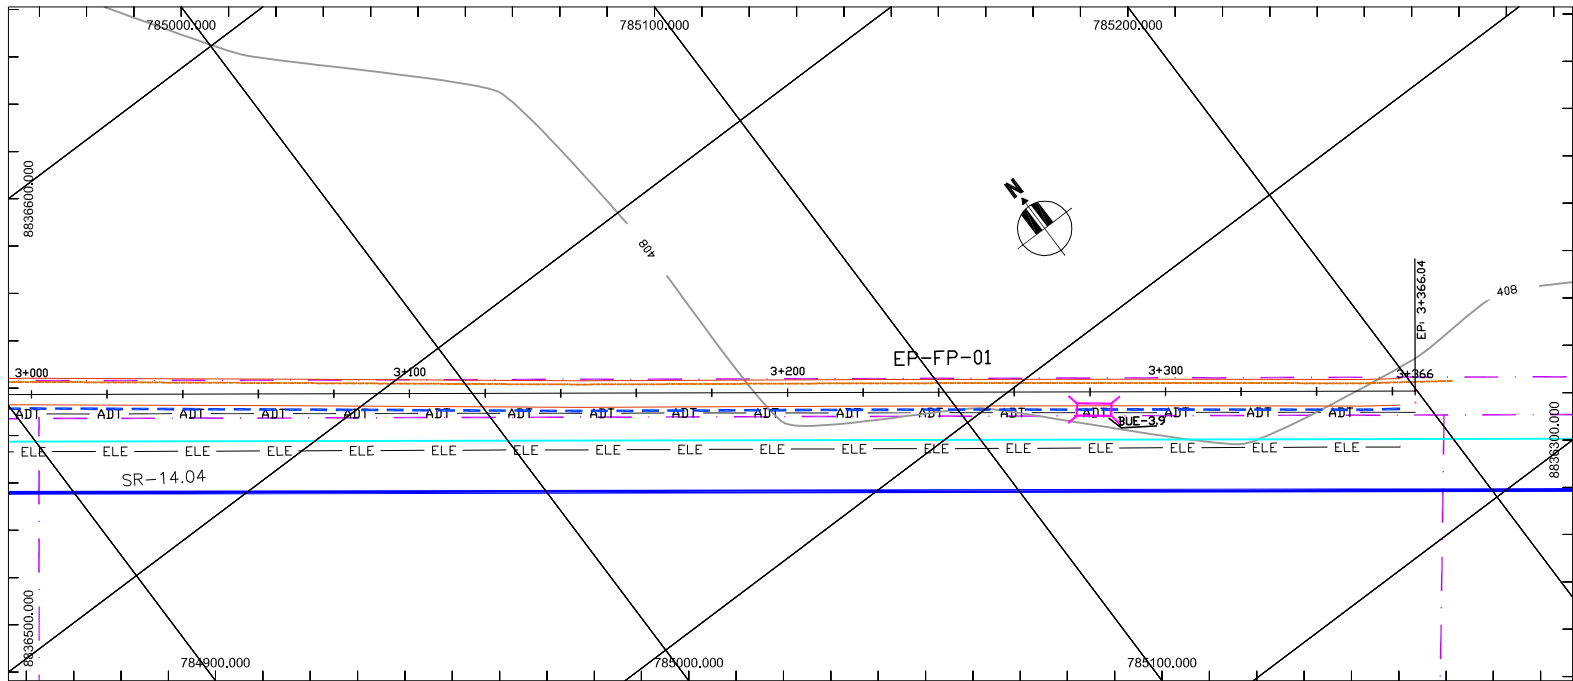 785000.000
785100.000
785200.000
8836600.000
N
408
408
EP: 3+366.04
EP-FP-01
3+000
3+100
3+200
3+300
3+366
ADT ADT ADT ADT ADT ADT ADT ADT ADT ADT ADT ADT ADT ADT ADT ADT ADT
BUE-3.9
8836300.000
ELE ELE ELE ELE ELE ELE ELE ELE ELE ELE ELE ELE ELE ELE ELE ELE ELE
SR-14.04
8836500.000
784900.000
785000.000
785100.000